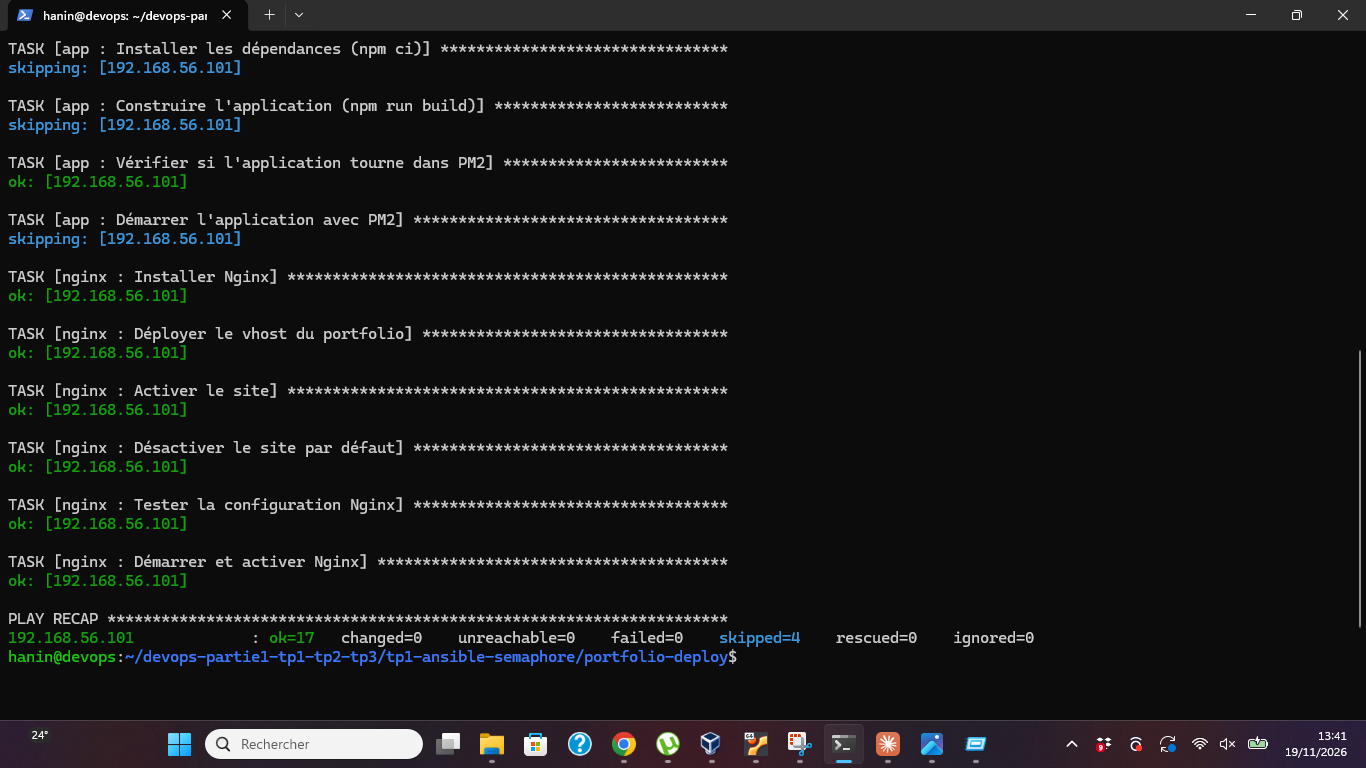 hanin@devops: ~/devops-par
TASK [app : Installer les dépendances (npm ci)] ********************************
skipping: [192.168.56.101]
TASK [app : Construire l'application (npm run build)] **************************
skipping: [192.168.56.101]
TASK [app : Vérifier si l'application tourne dans PM2] *************************
ok: [192.168.56.101]
TASK [app : Démarrer l'application avec PM2] ***********************************
skipping: [192.168.56.101]
TASK [nginx : Installer Nginx] *************************************************
ok: [192.168.56.101]
TASK [nginx : Déployer le vhost du portfolio] **********************************
ok: [192.168.56.101]
TASK [nginx : Activer le site] *************************************************
ok: [192.168.56.101]
TASK [nginx : Désactiver le site par défaut] ***********************************
ok: [192.168.56.101]
TASK [nginx : Tester la configuration Nginx] ***********************************
ok: [192.168.56.101]
TASK [nginx : Démarrer et activer Nginx] ***************************************
ok: [192.168.56.101]
PLAY RECAP *********************************************************************
192.168.56.101 : ok=17 changed=0 unreachable=0 failed=0 skipped=4 rescued=0 ignored=0
hanin@devops:~/devops-partie1-tp1-tp2-tp3/tp1-ansible-semaphore/portfolio-deploy$
24°
Rechercher
13:41
19/11/2026